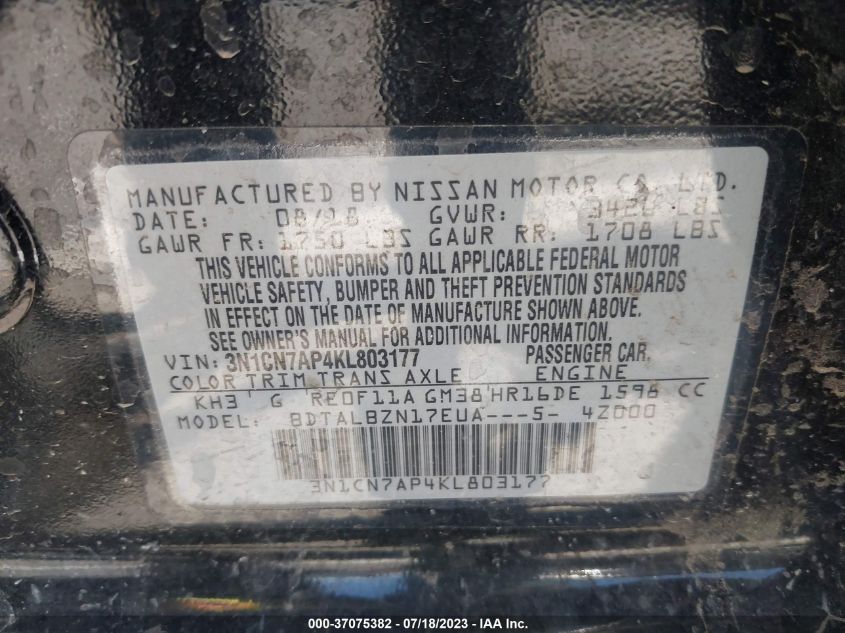 MANUFACTURED BY NISSAN MOTOR CO. LTD.
DATE: 08/18 GVWR: 3420 LBS
GAWR FR: 1750 LBS GAWR RR: 1708 LBS
THIS VEHICLE CONFORMS TO ALL APPLICABLE FEDERAL MOTOR
VEHICLE SAFETY, BUMPER AND THEFT PREVENTION STANDARDS
IN EFFECT ON THE DATE OF MANUFACTURE SHOWN ABOVE.
SEE OWNER'S MANUAL FOR ADDITIONAL INFORMATION.
VIN: 3N1CN7AP4KL803177 PASSENGER CAR.
COLOR TRIM TRANS AXLE ENGINE
KH3 G RE0F11A GM38 HR16DE 1598 CC
MODEL: BDTALBZN17EUA---5- 4Z000
3N1CN7AP4KL803177
000-37075382 - 07/18/2023 - IAA Inc.